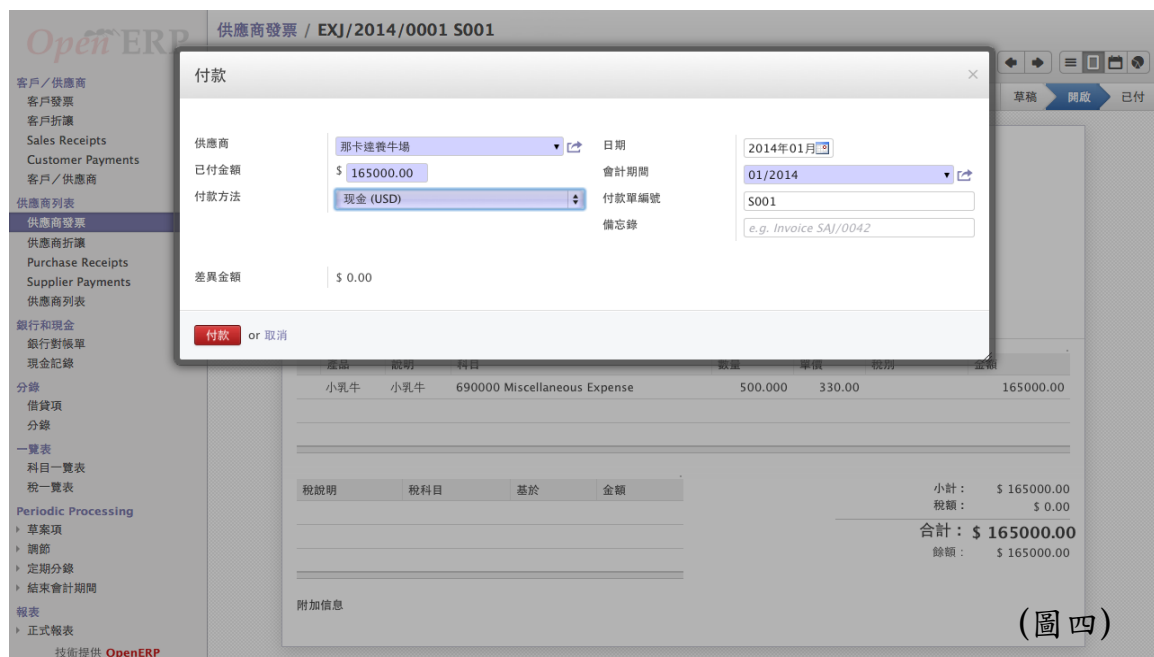 OpenERP
供應商發票 / EXJ/2014/0001 S001
客戶／供應商
客戶發票
客戶折讓
Sales Receipts
Customer Payments
客戶／供應商
供應商列表
供應商發票
供應商折讓
Purchase Receipts
Supplier Payments
供應商列表
銀行和現金
銀行對帳單
現金記錄
分錄
借貸項
分錄
一覽表
科目一覽表
稅一覽表
Periodic Processing
草案項
調節
定期分錄
結束會計期間
報表
正式報表
技術提供 OpenERP
草稿 開啟 已付
付款 ×
供應商 那卡達養牛場 日期 2014年01月
已付金額 $ 165000.00 會計期間 01/2014
付款方法 現金 (USD) 付款單編號 S001
備忘錄 e.g. Invoice SAJ/0042
差異金額 $ 0.00
付款 or 取消
產品 說明 科目 數量 單價 稅別 金額
小乳牛 小乳牛 690000 Miscellaneous Expense 500.000 330.00 165000.00
稅說明 稅科目 基於 金額
小計： $ 165000.00
稅額： $ 0.00
合計： $ 165000.00
餘額： $ 165000.00
附加信息
(圖四)